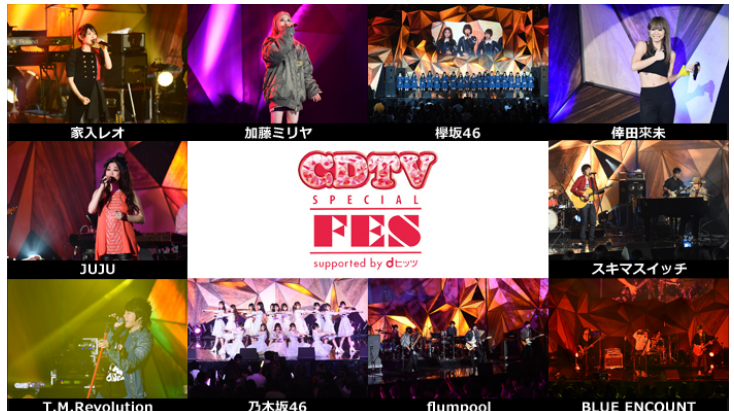 家入レオ
加藤ミリヤ
欅坂46
倖田來未
CDTV
SPECIAL
FES
supported by dヒッツ
JUJU
スキマスイッチ
T.M.Revolution
乃木坂46
flumpool
BLUE ENCOUNT